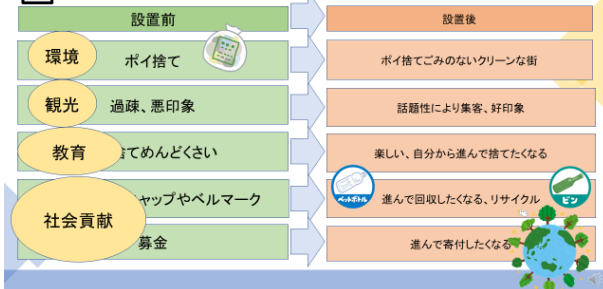 設置前
設置後
環境
ポイ捨て
ポイ捨てごみのないクリーンな街
観光
過疎、悪印象
話題性により集客、好印象
教育
捨てめんどくさい
楽しい、自分から進んで捨てたくなる
社会貢献
ャップやベルマーク
ペットボトル
進んで回収したくなる、リサイクル
ビン
募金
進んで寄付したくなる